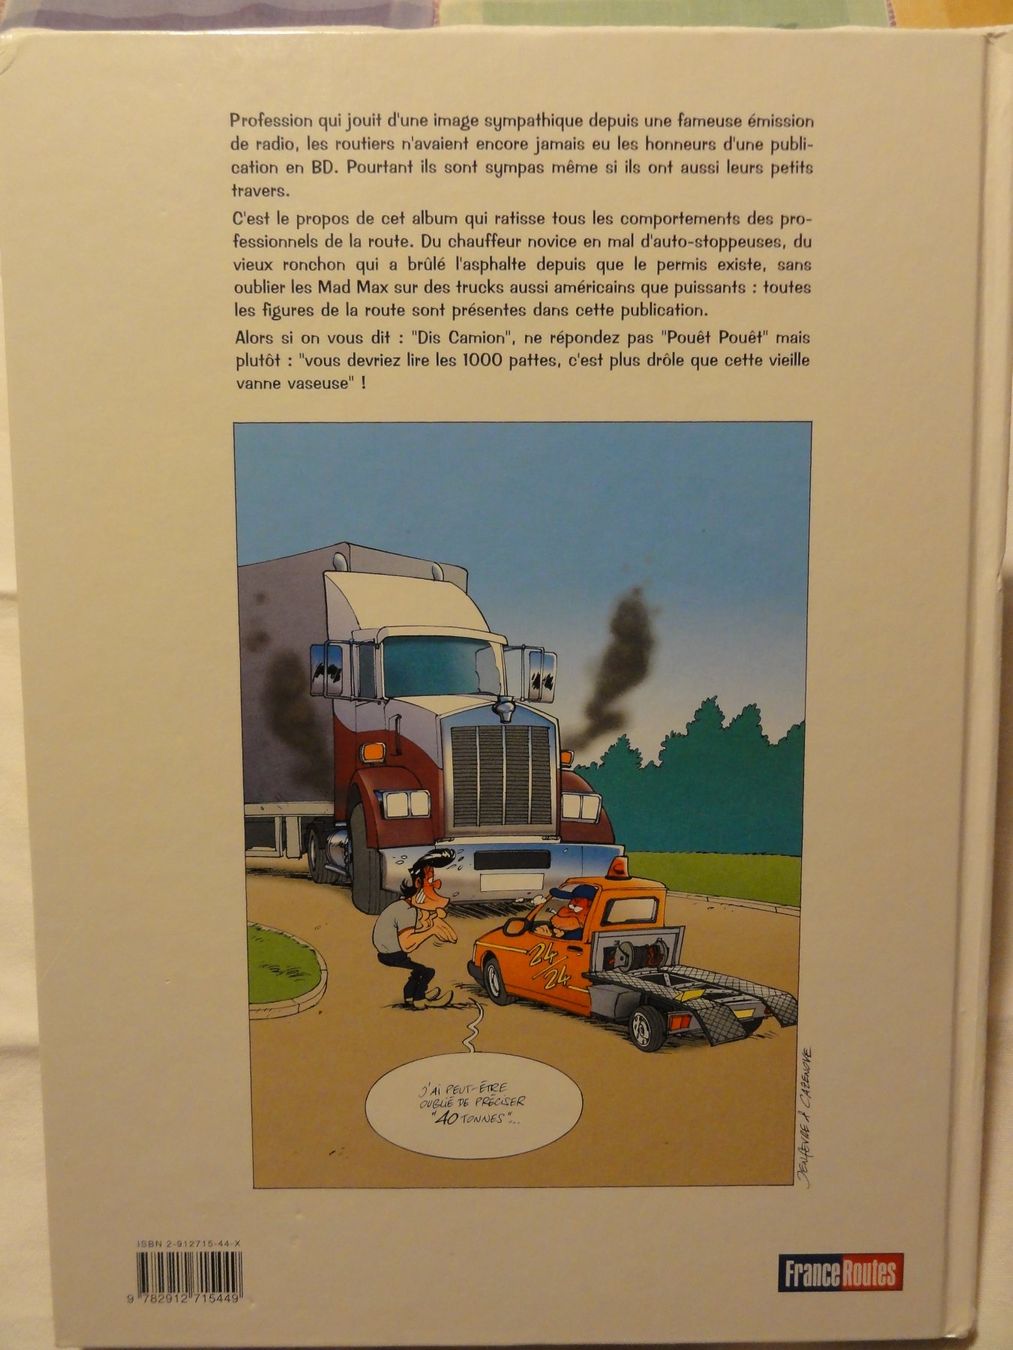 Profession qui jouit d'une image sympathique depuis une fameuse émission
de radio, les routiers n'avaient encore jamais eu les honneurs d'une publi-
cation en BD. Pourtant ils sont sympas même si ils ont aussi leurs petits
travers.
C'est le propos de cet album qui ratisse tous les comportements des pro-
fessionnels de la route. Du chauffeur novice en mal d'auto-stoppeuses, du
vieux ronchon qui a brûlé l'asphalte depuis que le permis existe, sans
oublier les Mad Max sur des trucks aussi américains que puissants : toutes
les figures de la route sont présentes dans cette publication.
Alors si on vous dit : "Dis Camion", ne répondez pas "Pouêt Pouêt" mais
plutôt : "vous devriez lire les 1000 pattes, c'est plus drôle que cette vieille
vanne vaseuse" !
24/24
J'AI PEUT-ÊTRE
OUBLIÉ DE PRÉCISER
"40 TONNES"...
JENFEVRE & CAZENOVE
ISBN 2-912715-44-X
9 782912 715449
FranceRoutes